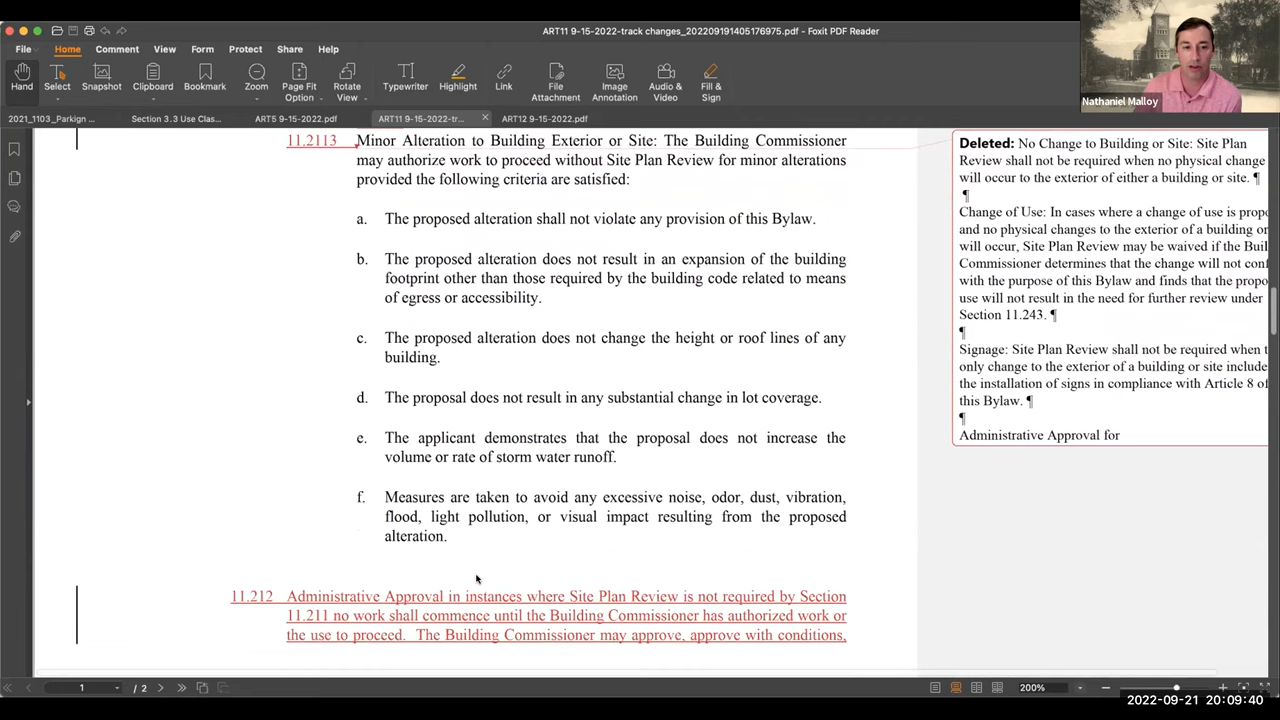 ART11 9-15-2022-track changes_202209191405176975.pdf - Foxit PDF Reader
File Home Comment View Form Protect Share Help
Hand Select Snapshot Clipboard Bookmark Zoom Page Fit Option Rotate View Typewriter Highlight Link File Attachment Image Annotation Audio & Video Fill & Sign
Nathaniel Malloy
2021_1103_Parkign ... Section 3.3 Use Clas... ART5 9-15-2022.pdf ART11 9-15-2022-tr... ART12 9-15-2022.pdf
11.2113 Minor Alteration to Building Exterior or Site: The Building Commissioner
may authorize work to proceed without Site Plan Review for minor alterations
provided the following criteria are satisfied:
a. The proposed alteration shall not violate any provision of this Bylaw.
b. The proposed alteration does not result in an expansion of the building
footprint other than those required by the building code related to means
of egress or accessibility.
c. The proposed alteration does not change the height or roof lines of any
building.
d. The proposal does not result in any substantial change in lot coverage.
e. The applicant demonstrates that the proposal does not increase the
volume or rate of storm water runoff.
f. Measures are taken to avoid any excessive noise, odor, dust, vibration,
flood, light pollution, or visual impact resulting from the proposed
alteration.
11.212 Administrative Approval in instances where Site Plan Review is not required by Section
11.211 no work shall commence until the Building Commissioner has authorized work or
the use to proceed. The Building Commissioner may approve, approve with conditions,
Deleted: No Change to Building or Site: Site Plan
Review shall not be required when no physical change
will occur to the exterior of either a building or site. ¶
¶
Change of Use: In cases where a change of use is propo
and no physical changes to the exterior of a building or
will occur, Site Plan Review may be waived if the Buil
Commissioner determines that the change will not conf
with the purpose of this Bylaw and finds that the propo
use will not result in the need for further review under
Section 11.243. ¶
¶
Signage: Site Plan Review shall not be required when t
only change to the exterior of a building or site include
the installation of signs in compliance with Article 8 of
this Bylaw. ¶
¶
Administrative Approval for
1 / 2 200%
2022-09-21 20:09:40